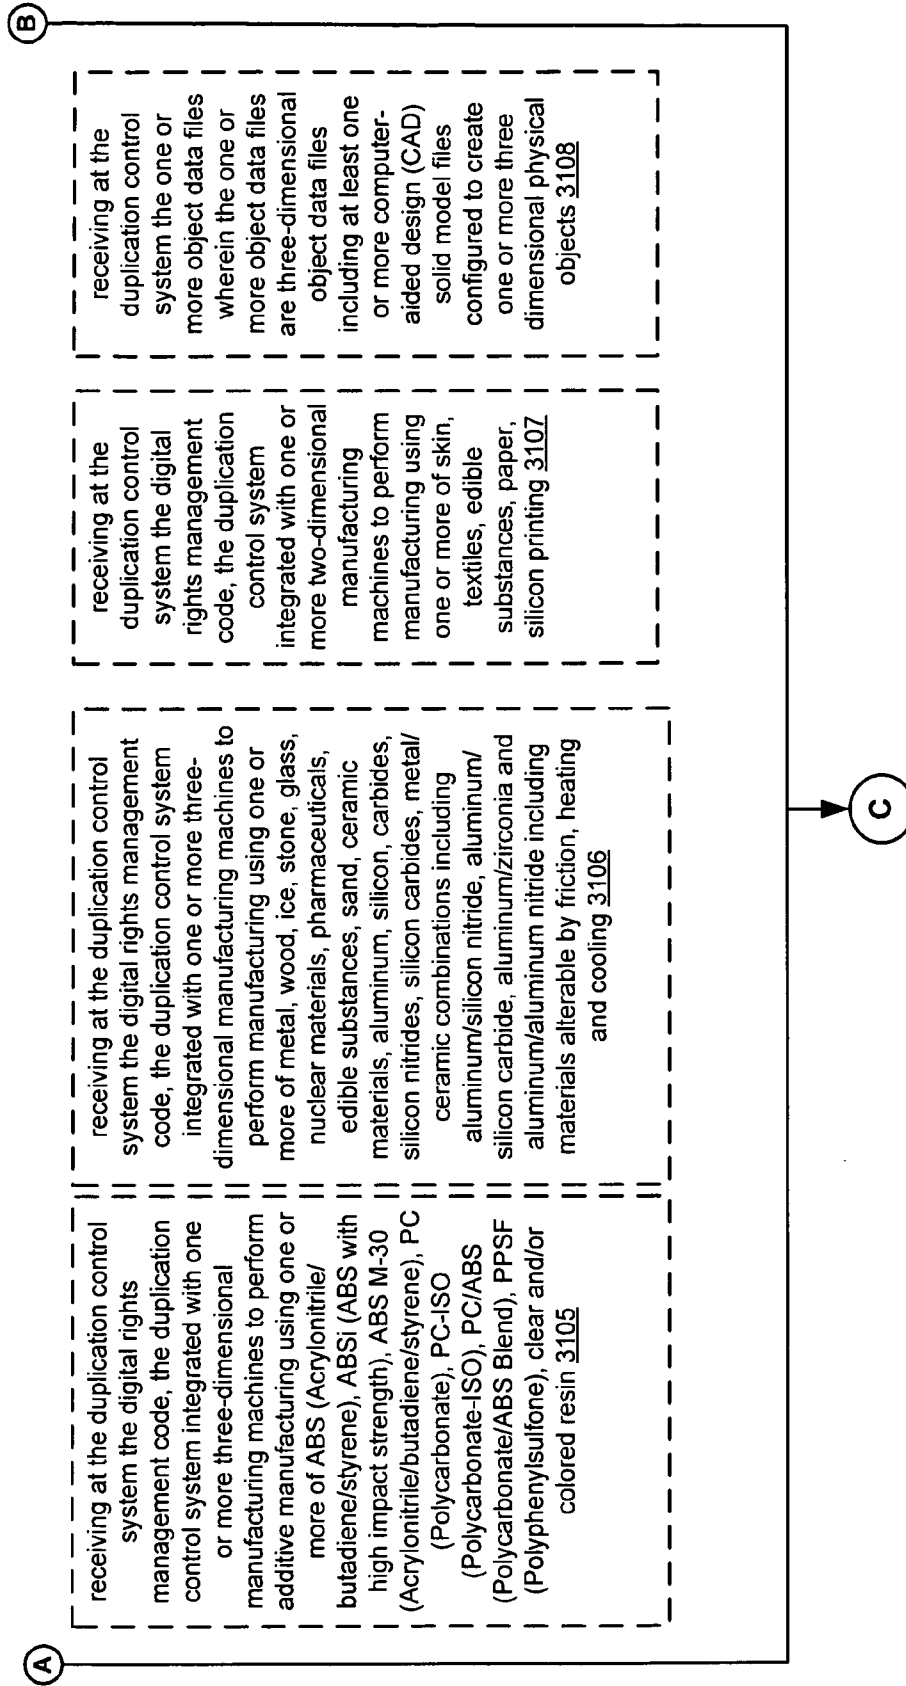 A
B
receiving at the duplication control
system the digital rights
management code, the duplication
control system integrated with one
or more three-dimensional
manufacturing machines to perform
additive manufacturing using one or
more of ABS (Acrylonitrile/
butadiene/styrene), ABSi (ABS with
high impact strength), ABS M-30
(Acrylonitrile/butadiene/styrene), PC
(Polycarbonate), PC-ISO
(Polycarbonate-ISO), PC/ABS
(Polycarbonate/ABS Blend), PPSF
(Polyphenylsulfone), clear and/or
colored resin 3105
receiving at the duplication control
system the digital rights management
code, the duplication control system
integrated with one or more three-
dimensional manufacturing machines to
perform manufacturing using one or
more of metal, wood, ice, stone, glass,
nuclear materials, pharmaceuticals,
edible substances, sand, ceramic
materials, aluminum, silicon, carbides,
silicon nitrides, silicon carbides, metal/
ceramic combinations including
aluminum/silicon nitride, aluminum/
silicon carbide, aluminum/zirconia and
aluminum/aluminum nitride including
materials alterable by friction, heating
and cooling 3106
receiving at the
duplication control
system the digital
rights management
code, the duplication
control system
integrated with one or
more two-dimensional
manufacturing
machines to perform
manufacturing using
one or more of skin,
textiles, edible
substances, paper,
silicon printing 3107
receiving at the
duplication control
system the one or
more object data files
wherein the one or
more object data files
are three-dimensional
object data files
including at least one
or more computer-
aided design (CAD)
solid model files
configured to create
one or more three
dimensional physical
objects 3108
C